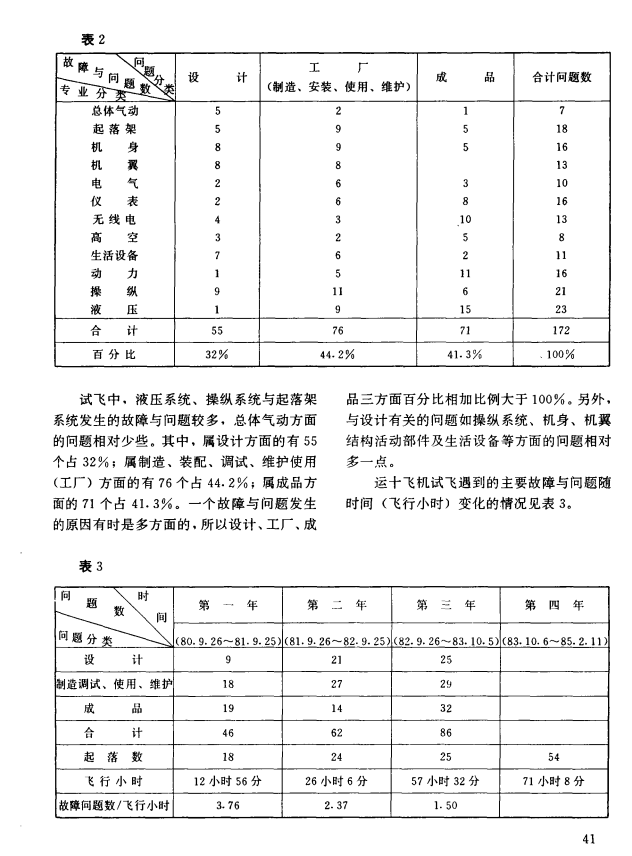 表2
故障与问题数 问题分类 专业分类 设 计 工 厂 (制造、安装、使用、维护) 成 品 合计问题数
总体气动 5 2 1 7
起落架 5 9 5 18
机 身 8 9 5 16
机 翼 8 8 13
电 气 2 6 3 10
仪 表 2 6 8 16
无线电 4 3 10 13
高 空 3 2 5 8
生活设备 7 6 2 11
动 力 1 5 11 16
操 纵 9 11 6 21
液 压 1 9 15 23
合 计 55 76 71 172
百分比 32% 44.2% 41.3% 100%
试飞中，液压系统、操纵系统与起落架
系统发生的故障与问题较多，总体气动方面
的问题相对少些。其中，属设计方面的有55
个占32%；属制造、装配、调试、维护使用
(工厂）方面的有76个占44.2%；属成品方
面的71个占41.3%。一个故障与问题发生
的原因有时是多方面的，所以设计、工厂、成
品三方面百分比相加比例大于100%。另外，
与设计有关的问题如操纵系统、机身、机翼
结构活动部件及生活设备等方面的问题相对
多一点。
运十飞机试飞遇到的主要故障与问题随
时间（飞行小时）变化的情况见表3。
表3
问题数 时间 问题分类 第一年 第二年 第三年 第四年
(80.9.26～81.9.25) (81.9.26～82.9.25) (82.9.26～83.10.5) (83.10.6～85.2.11)
设 计 9 21 25
制造调试、使用、维护 18 27 29
成 品 19 14 32
合 计 46 62 86
起落数 18 24 25 54
飞行小时 12小时56分 26小时6分 57小时32分 71小时8分
故障问题数/飞行小时 3.76 2.37 1.50
41